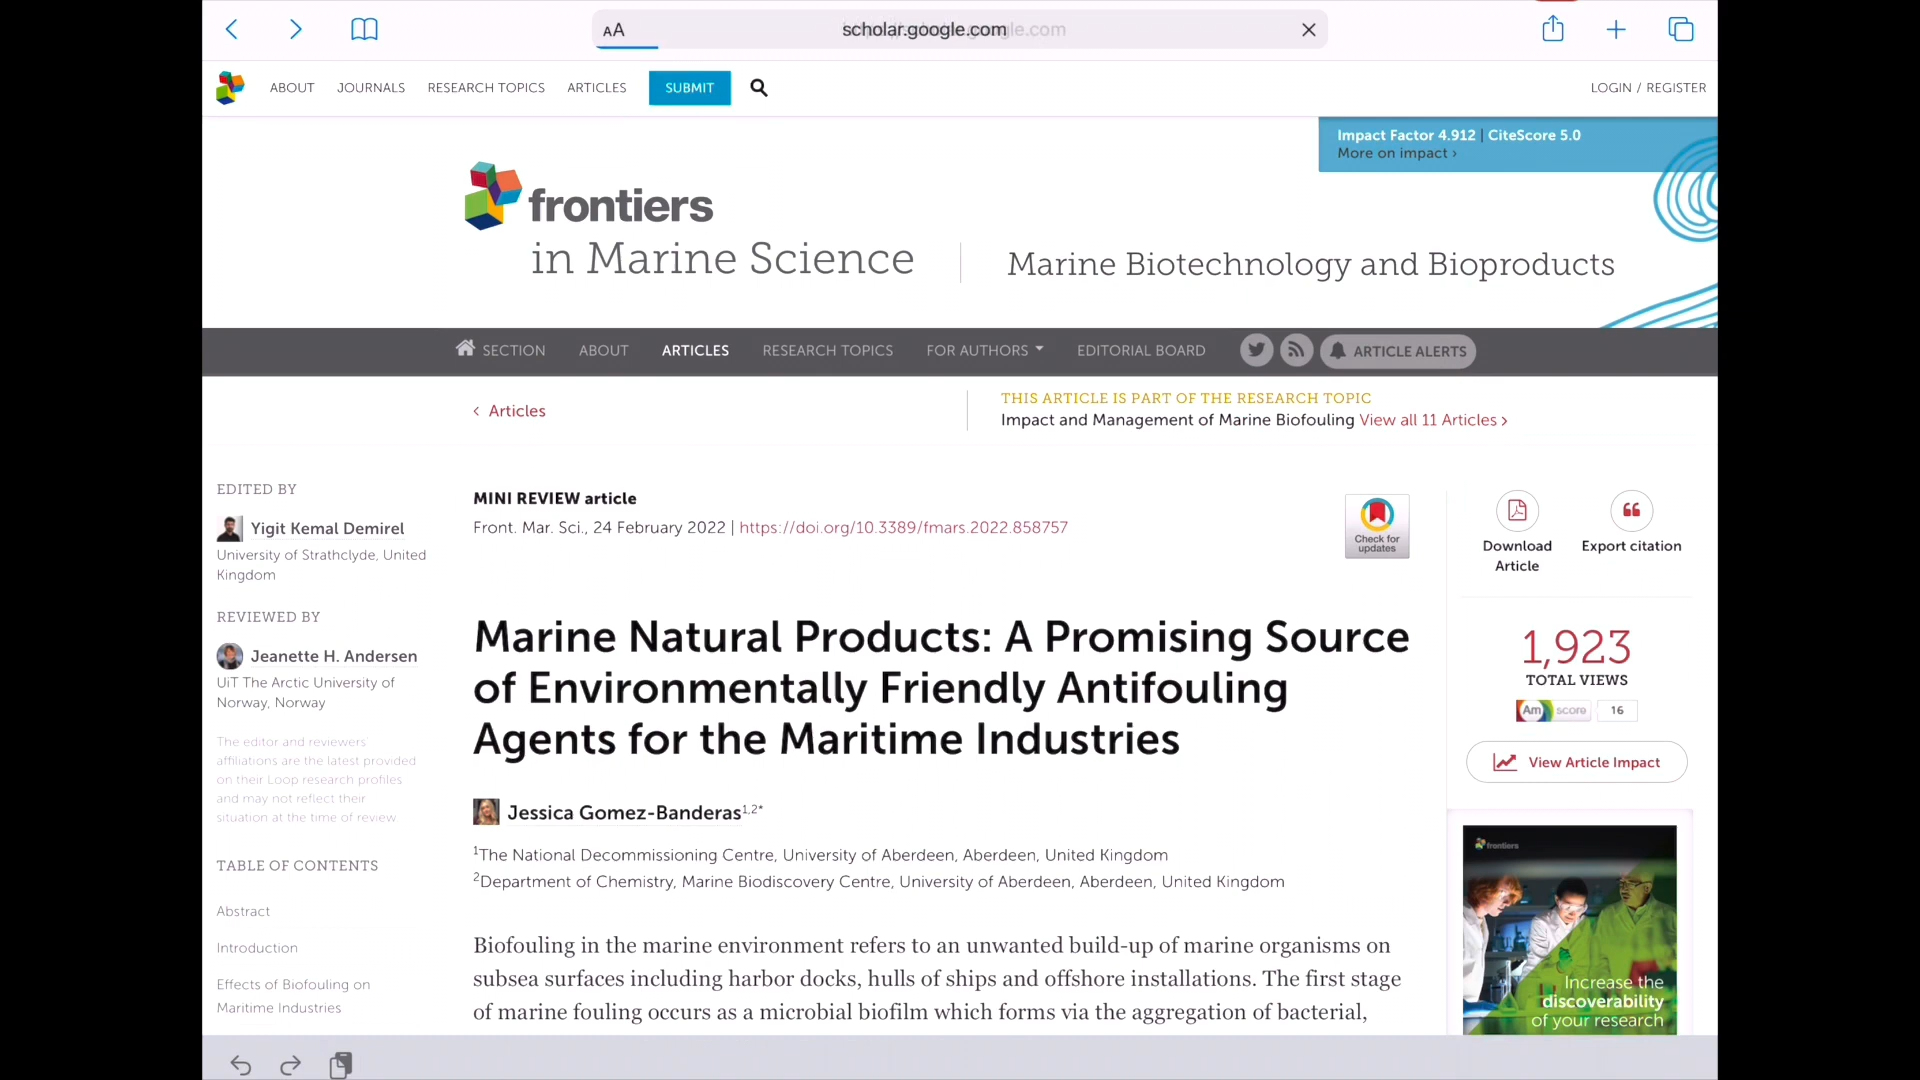 AA
scholar.google.com
ABOUT JOURNALS RESEARCH TOPICS ARTICLES SUBMIT
LOGIN / REGISTER
Impact Factor 4.912 | CiteScore 5.0
More on impact ›
frontiers
in Marine Science
Marine Biotechnology and Bioproducts
SECTION ABOUT ARTICLES RESEARCH TOPICS FOR AUTHORS EDITORIAL BOARD ARTICLE ALERTS
‹ Articles
THIS ARTICLE IS PART OF THE RESEARCH TOPIC
Impact and Management of Marine Biofouling View all 11 Articles ›
EDITED BY
Yigit Kemal Demirel
University of Strathclyde, United
Kingdom
REVIEWED BY
Jeanette H. Andersen
UiT The Arctic University of
Norway, Norway
The editor and reviewers'
affiliations are the latest provided
on their Loop research profiles
and may not reflect their
situation at the time of review
TABLE OF CONTENTS
Abstract
Introduction
Effects of Biofouling on
Maritime Industries
MINI REVIEW article
Front. Mar. Sci., 24 February 2022 | https://doi.org/10.3389/fmars.2022.858757
Check for
updates
Marine Natural Products: A Promising Source
of Environmentally Friendly Antifouling
Agents for the Maritime Industries
Jessica Gomez-Banderas1,2*
1The National Decommissioning Centre, University of Aberdeen, Aberdeen, United Kingdom
2Department of Chemistry, Marine Biodiscovery Centre, University of Aberdeen, Aberdeen, United Kingdom
Biofouling in the marine environment refers to an unwanted build-up of marine organisms on
subsea surfaces including harbor docks, hulls of ships and offshore installations. The first stage
of marine fouling occurs as a microbial biofilm which forms via the aggregation of bacterial,
Download
Article
Export citation
1,923
TOTAL VIEWS
Am score 16
View Article Impact
frontiers
Increase the
discoverability
of your research